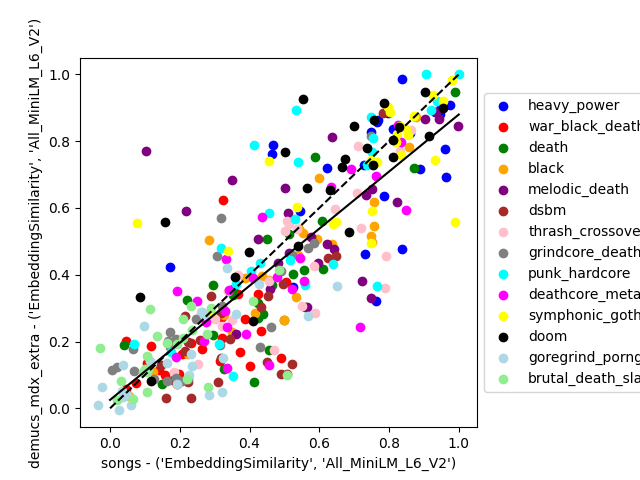 demucs_mdx_extra - ('EmbeddingSimilarity', 'All_MiniLM_L6_V2')
1.0
0.8
0.6
0.4
0.2
0.0
0.0 0.2 0.4 0.6 0.8 1.0
songs - ('EmbeddingSimilarity', 'All_MiniLM_L6_V2')
heavy_power
war_black_death
death
black
melodic_death
dsbm
thrash_crossove
grindcore_death
punk_hardcore
deathcore_meta
symphonic_goth
doom
goregrind_porng
brutal_death_sla